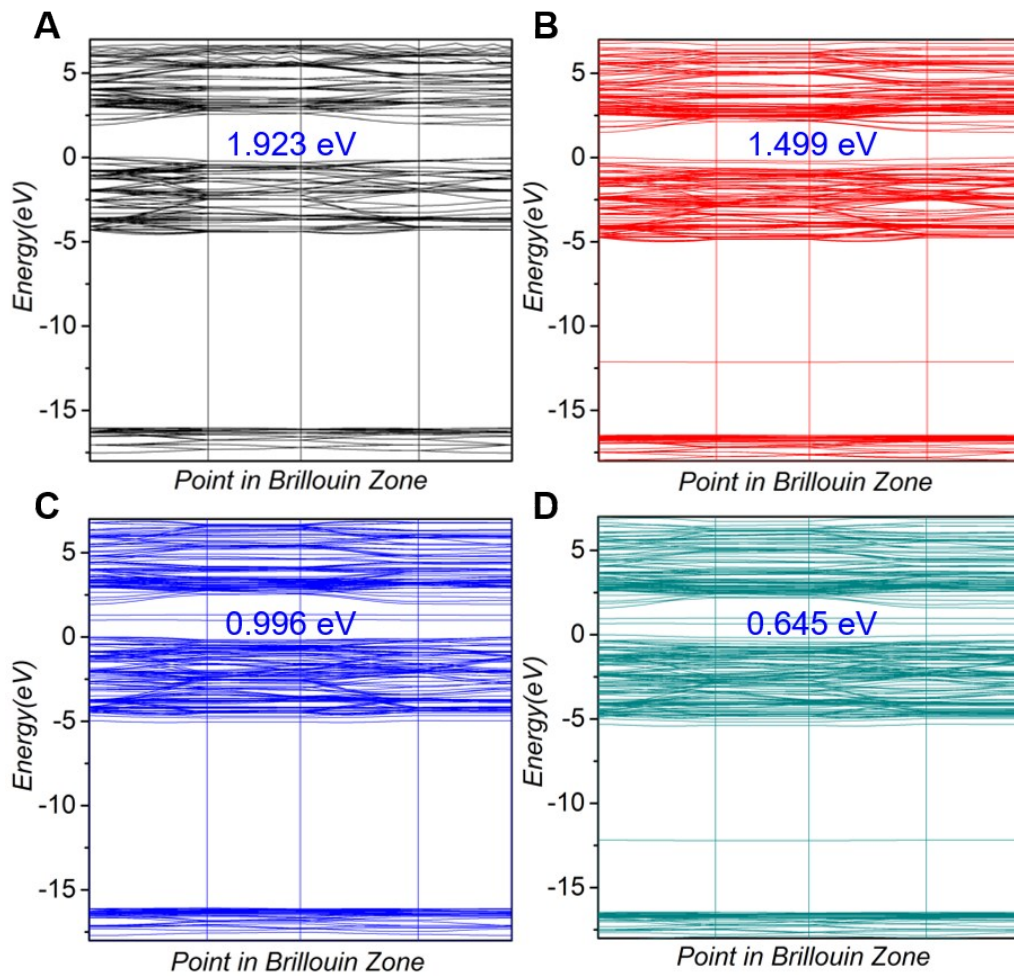 A
Energy(eV)
5
0
-5
-10
-15
1.923 eV
Point in Brillouin Zone
B
Energy(eV)
5
0
-5
-10
-15
1.499 eV
Point in Brillouin Zone
C
Energy(eV)
5
0
-5
-10
-15
0.996 eV
Point in Brillouin Zone
D
Energy(eV)
5
0
-5
-10
-15
0.645 eV
Point in Brillouin Zone